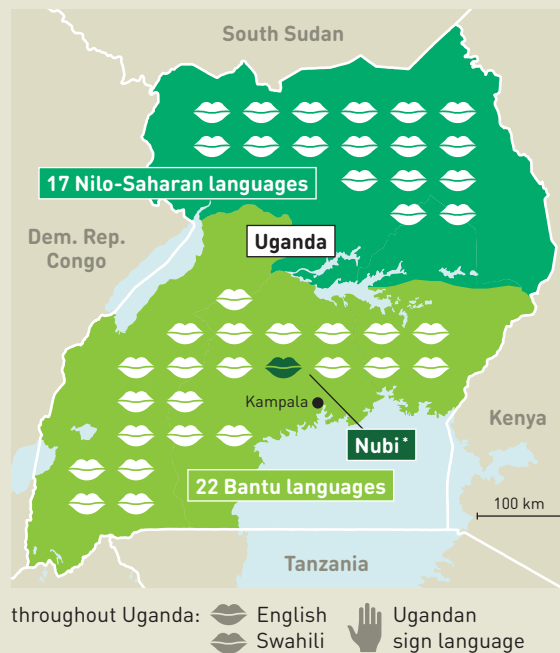 South Sudan
17 Nilo-Saharan languages
Dem. Rep.
Congo
Uganda
Kampala
Nubi*
Kenya
22 Bantu languages
100 km
Tanzania
throughout Uganda: English
Swahili
Ugandan
sign language